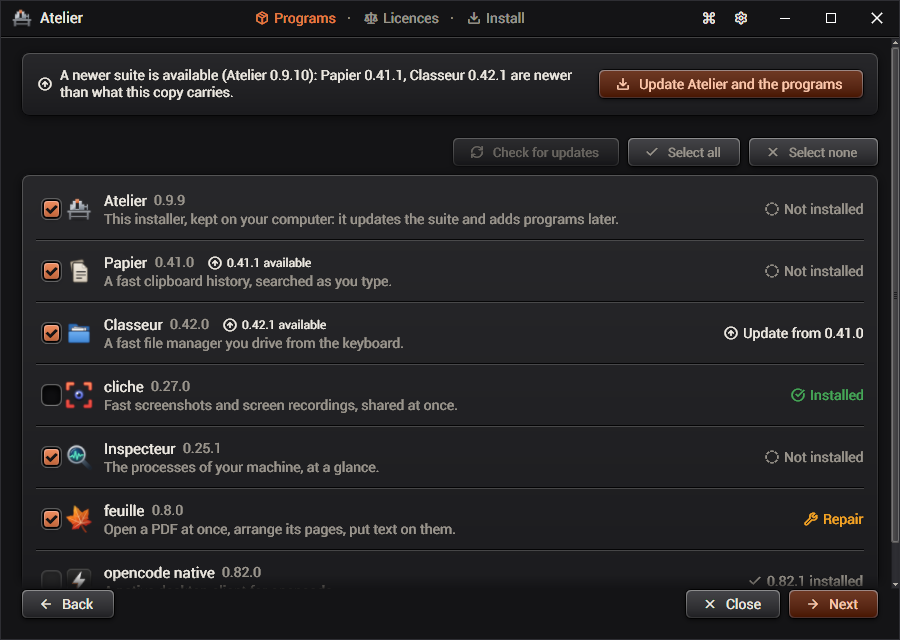 Atelier
Programs · Licences · Install
A newer suite is available (Atelier 0.9.10): Papier 0.41.1, Classeur 0.42.1 are newer
than what this copy carries.
Update Atelier and the programs
Check for updates
Select all
Select none
Atelier 0.9.9
This installer, kept on your computer: it updates the suite and adds programs later.
Not installed
Papier 0.41.0 0.41.1 available
A fast clipboard history, searched as you type.
Not installed
Classeur 0.42.0 0.42.1 available
A fast file manager you drive from the keyboard.
Update from 0.41.0
cliche 0.27.0
Fast screenshots and screen recordings, shared at once.
Installed
Inspecteur 0.25.1
The processes of your machine, at a glance.
Not installed
feuille 0.8.0
Open a PDF at once, arrange its pages, put text on them.
Repair
opencode native 0.82.0
0.82.1 installed
Back
Close
Next